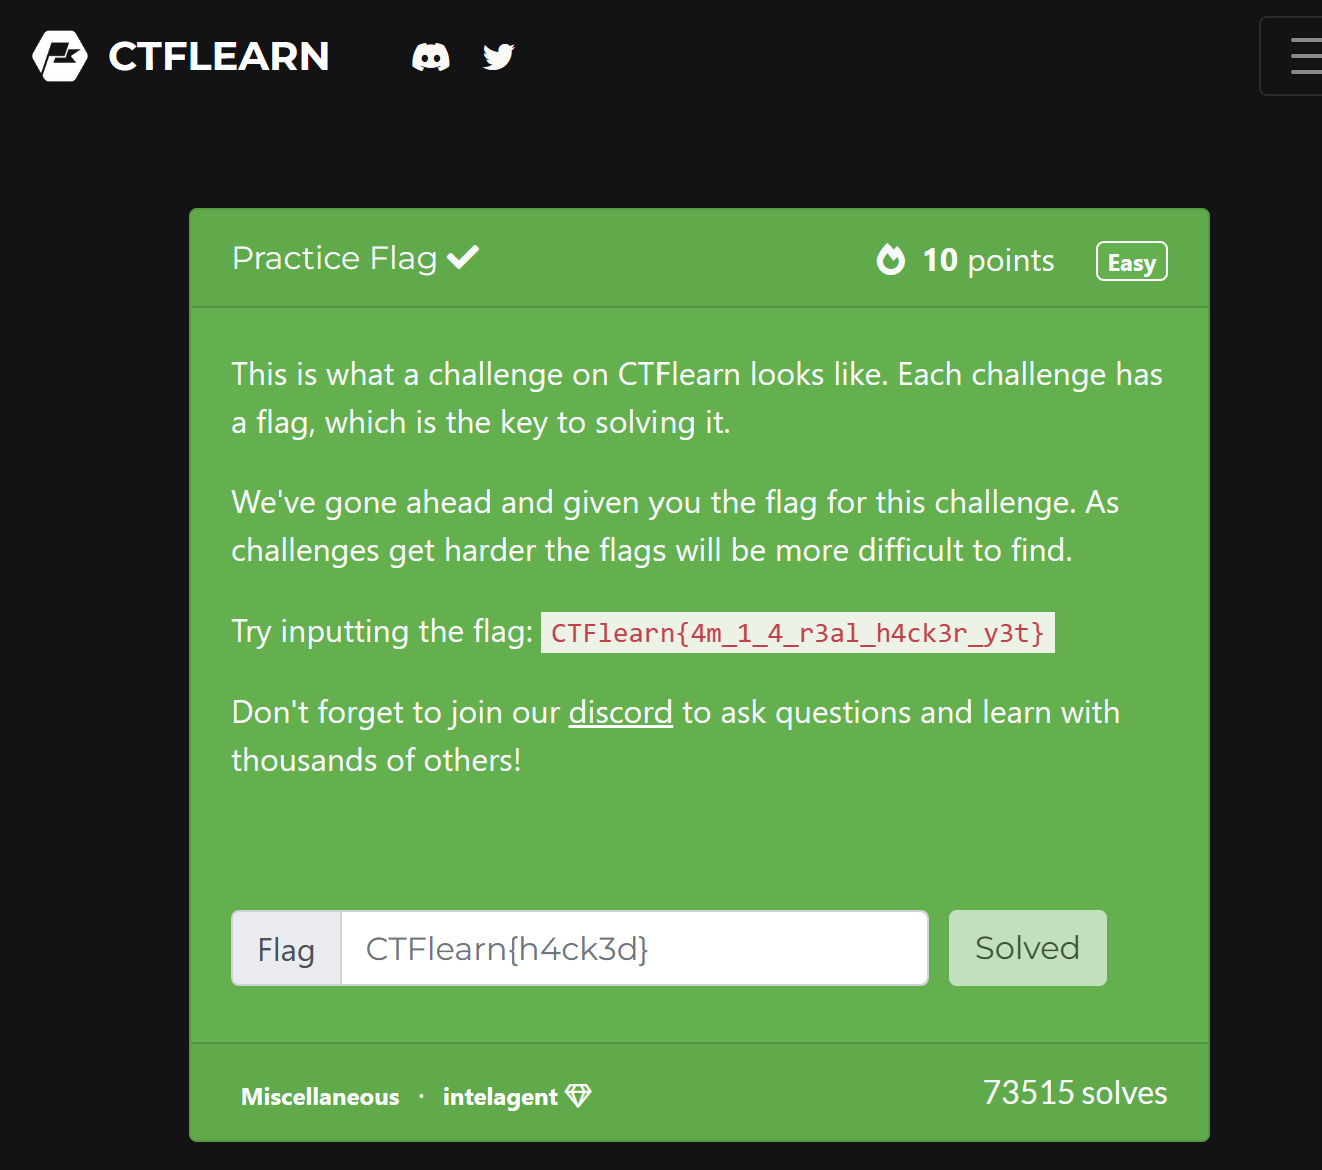 CTFLEARN
Practice Flag
10 points
Easy
This is what a challenge on CTFlearn looks like. Each challenge has
a flag, which is the key to solving it.
We've gone ahead and given you the flag for this challenge. As
challenges get harder the flags will be more difficult to find.
Try inputting the flag: CTFlearn{4m_1_4_r3al_h4ck3r_y3t}
Don't forget to join our discord to ask questions and learn with
thousands of others!
Flag CTFlearn{h4ck3d} Solved
Miscellaneous · intelagent
73515 solves